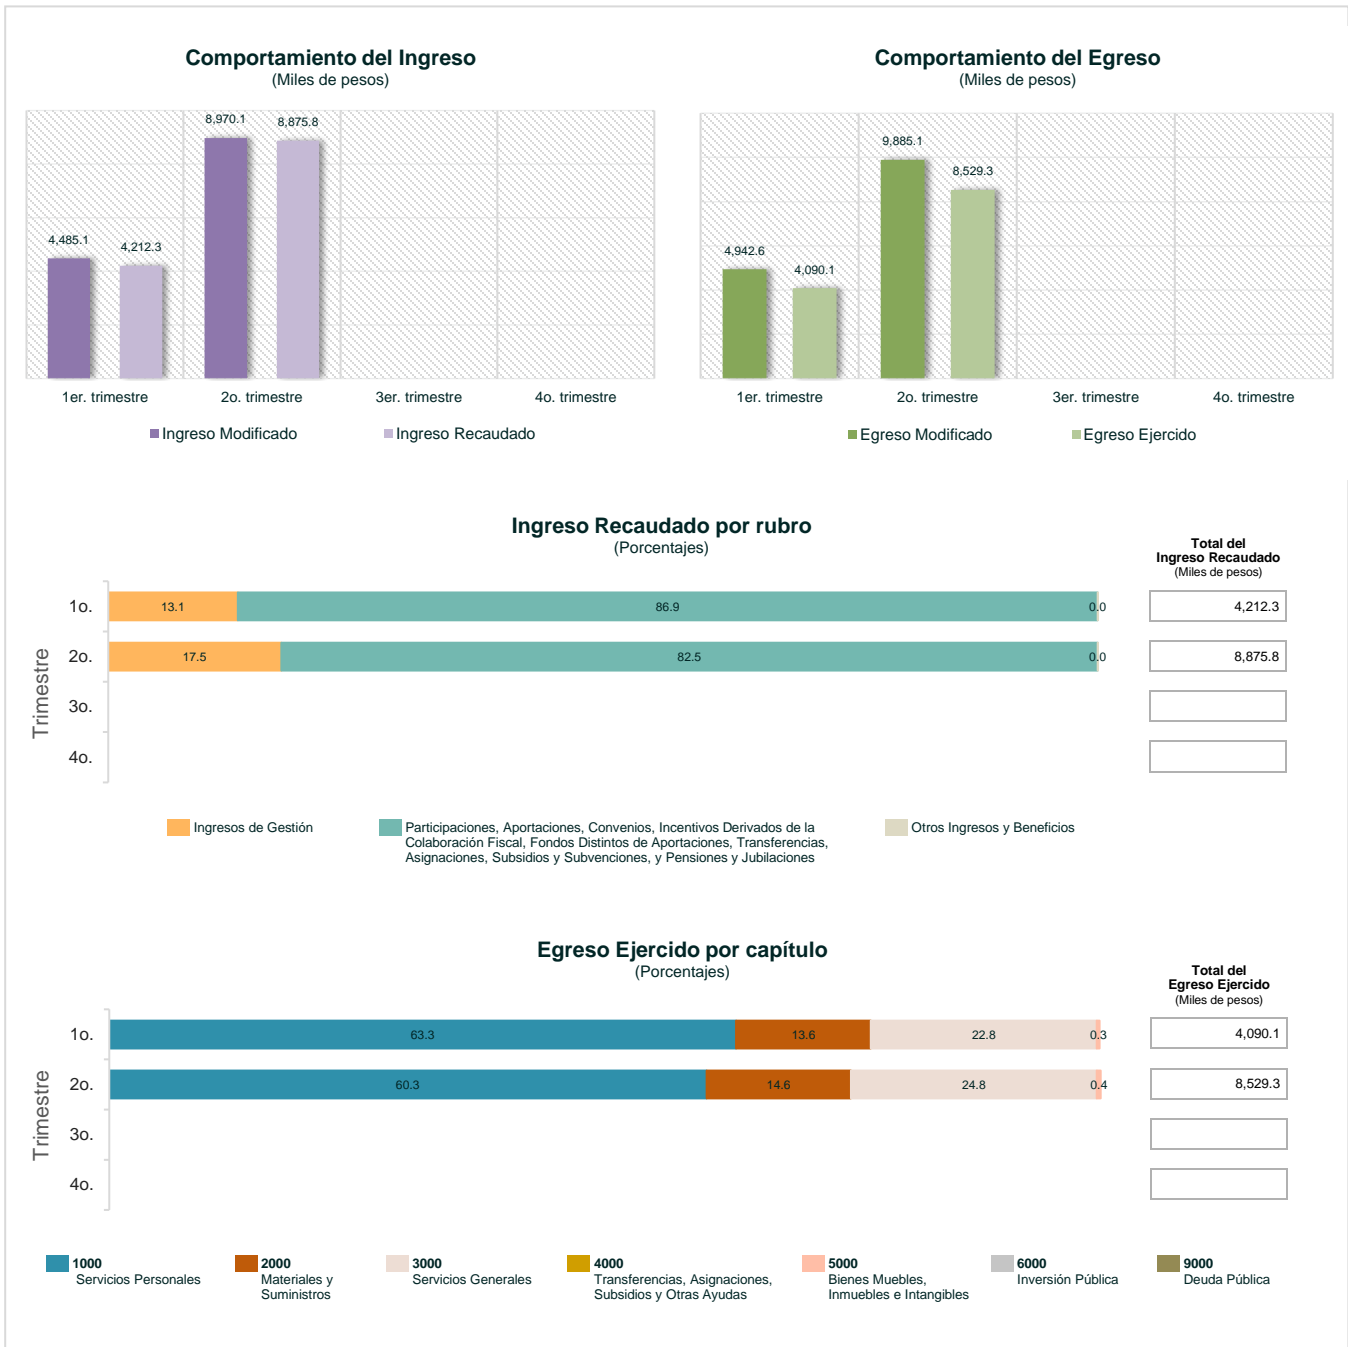 Comportamiento del Ingreso
(Miles de pesos)
8,970.1
8,875.8
4,485.1
4,212.3
1er. trimestre
2o. trimestre
3er. trimestre
4o. trimestre
Ingreso Modificado
Ingreso Recaudado
Comportamiento del Egreso
(Miles de pesos)
9,885.1
8,529.3
4,942.6
4,090.1
1er. trimestre
2o. trimestre
3er. trimestre
4o. trimestre
Egreso Modificado
Egreso Ejercido
Ingreso Recaudado por rubro
(Porcentajes)
Total del
Ingreso Recaudado
(Miles de pesos)
Trimestre
1o.
13.1
86.9
0.0
4,212.3
2o.
17.5
82.5
0.0
8,875.8
3o.
4o.
Ingresos de Gestión
Participaciones, Aportaciones, Convenios, Incentivos Derivados de la
Colaboración Fiscal, Fondos Distintos de Aportaciones, Transferencias,
Asignaciones, Subsidios y Subvenciones, y Pensiones y Jubilaciones
Otros Ingresos y Beneficios
Egreso Ejercido por capítulo
(Porcentajes)
Total del
Egreso Ejercido
(Miles de pesos)
Trimestre
1o.
63.3
13.6
22.8
0.3
4,090.1
2o.
60.3
14.6
24.8
0.4
8,529.3
3o.
4o.
1000
Servicios Personales
2000
Materiales y
Suministros
3000
Servicios Generales
4000
Transferencias, Asignaciones,
Subsidios y Otras Ayudas
5000
Bienes Muebles,
Inmuebles e Intangibles
6000
Inversión Pública
9000
Deuda Pública